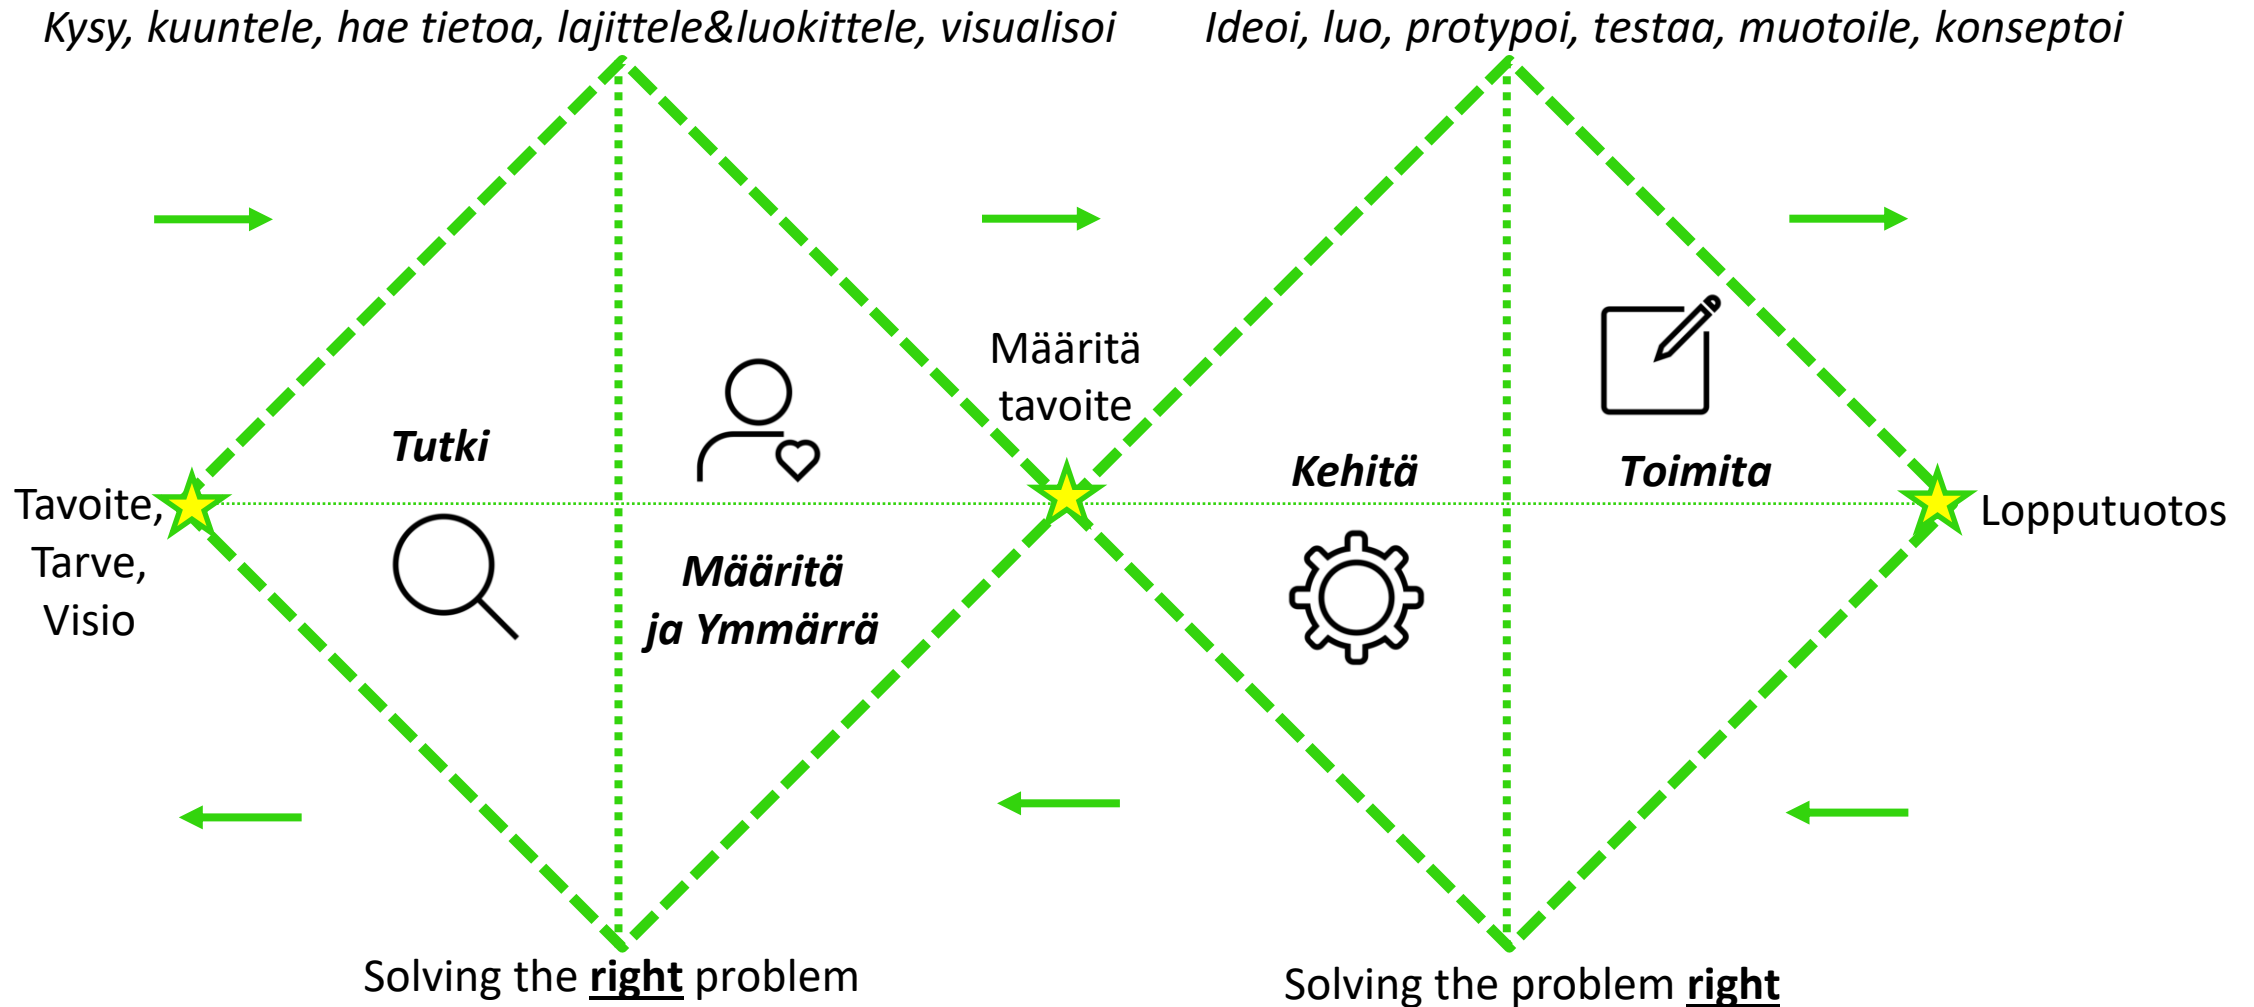 Kysy, kuuntele, hae tietoa, lajittele&luokittele, visualisoi
Ideoi, luo, protypoi, testaa, muotoile, konseptoi
Tavoite,
Tarve,
Visio
Tutki
Määritä
ja Ymmärrä
Määritä
tavoite
Kehitä
Toimita
Lopputuotos
Solving the right problem
Solving the problem right